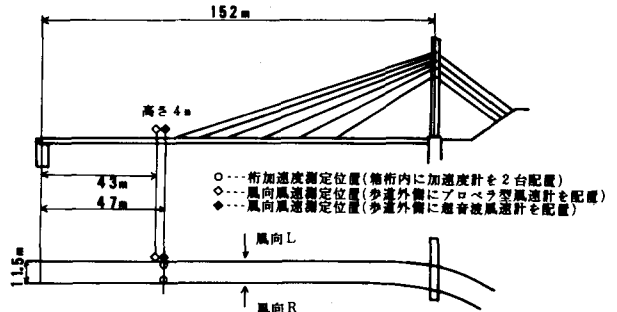 152m
高さ4m
43m
47m
○---桁加速度測定位置(箱桁内に加速度計を2台配置)
◇---風向風速測定位置(歩道外側にプロペラ型風速計を配置)
◆---風向風速測定位置(歩道外側に超音波風速計を配置)
11.5m
風向L
風向R